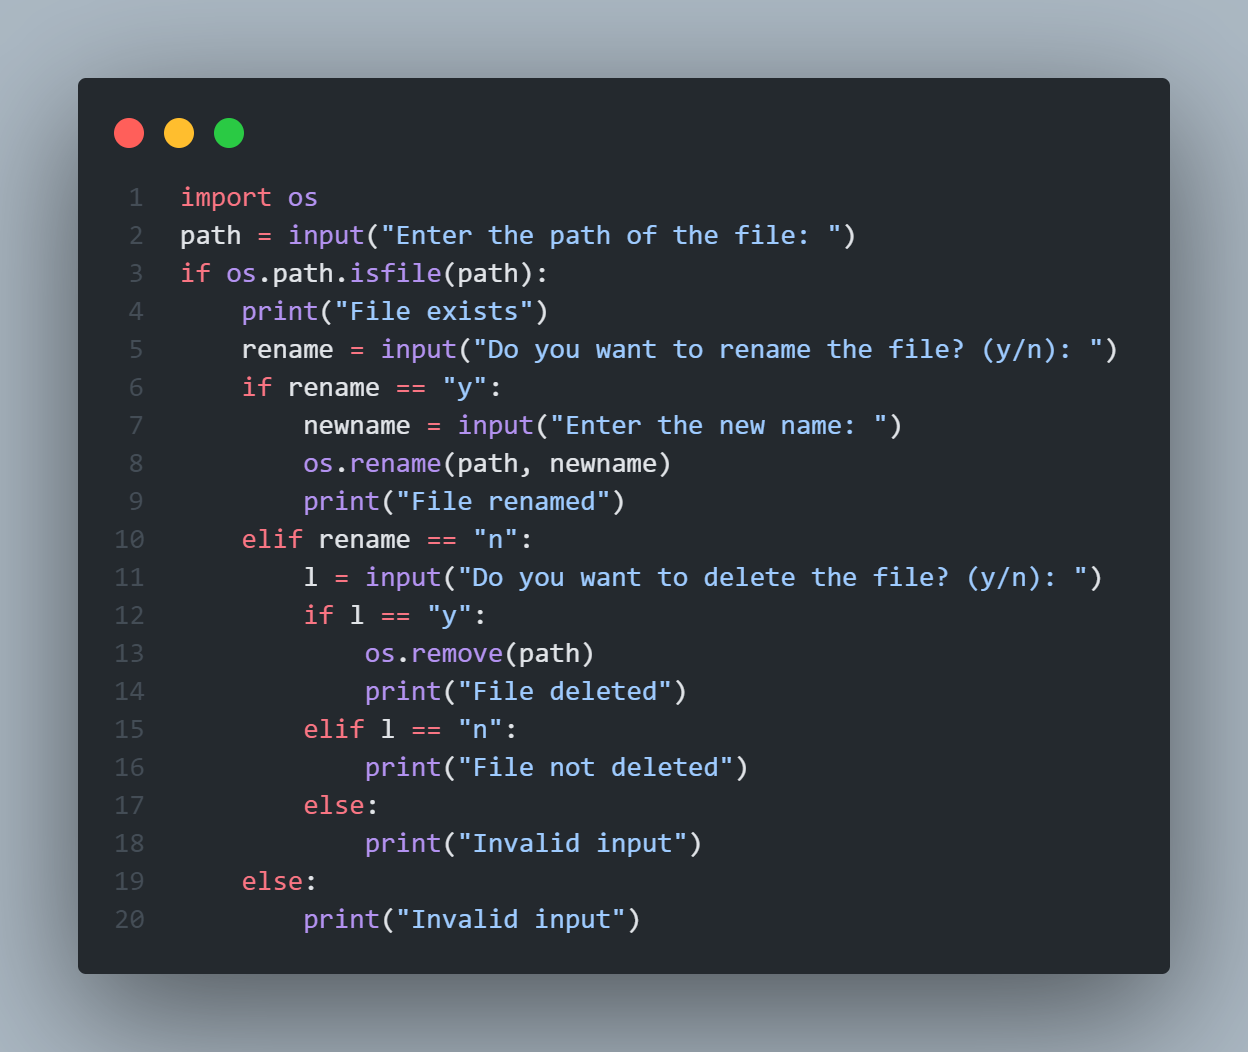 1 import os
2 path = input("Enter the path of the file: ")
3 if os.path.isfile(path):
4     print("File exists")
5     rename = input("Do you want to rename the file? (y/n): ")
6     if rename == "y":
7         newname = input("Enter the new name: ")
8         os.rename(path, newname)
9         print("File renamed")
10     elif rename == "n":
11         l = input("Do you want to delete the file? (y/n): ")
12         if l == "y":
13             os.remove(path)
14             print("File deleted")
15         elif l == "n":
16             print("File not deleted")
17         else:
18             print("Invalid input")
19     else:
20         print("Invalid input")